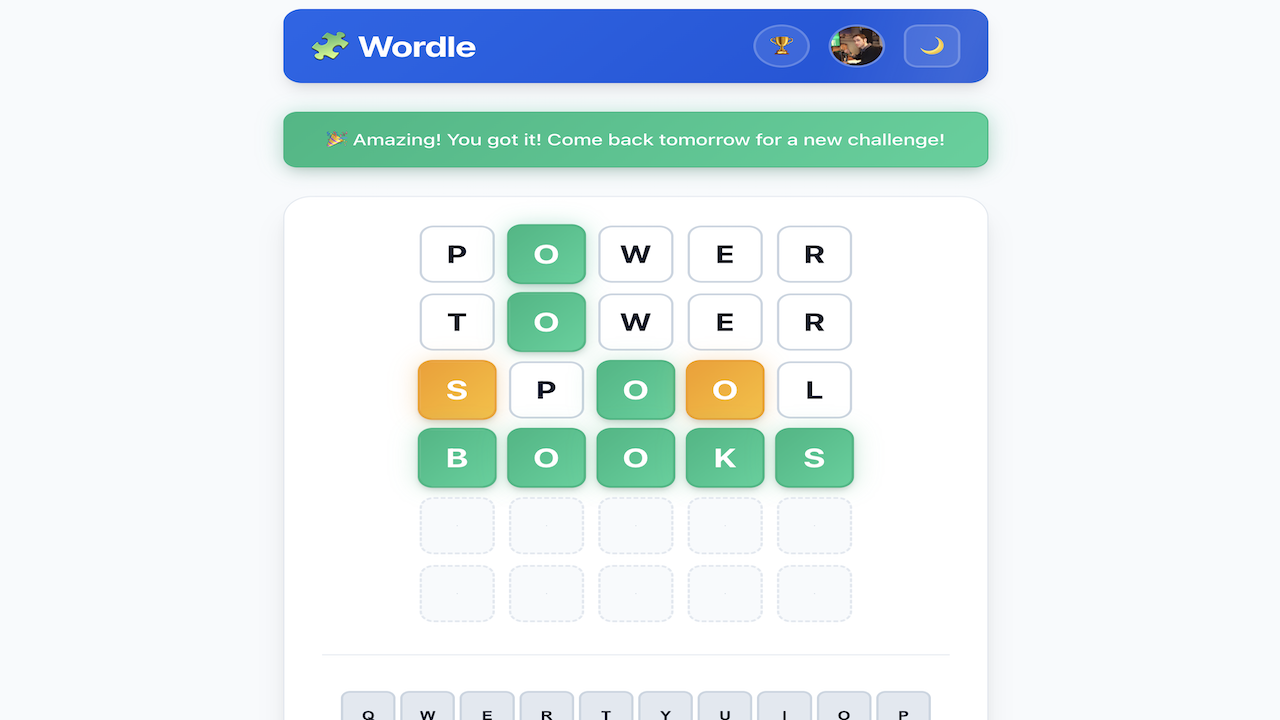 Wordle
Amazing! You got it! Come back tomorrow for a new challenge!
P O W E R
T O W E R
S P O O L
B O O K S
Q W E R T Y U I O P